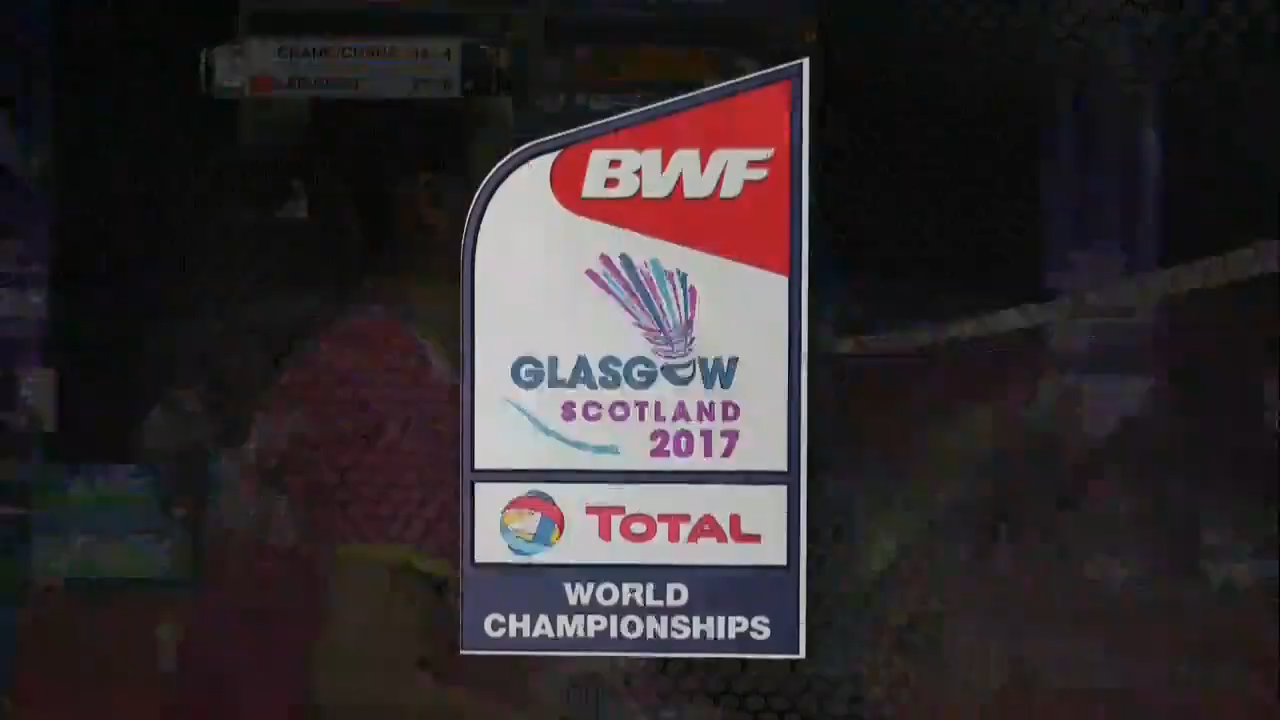 BWF
GLASGOW
SCOTLAND
2017
TOTAL
WORLD
CHAMPIONSHIPS